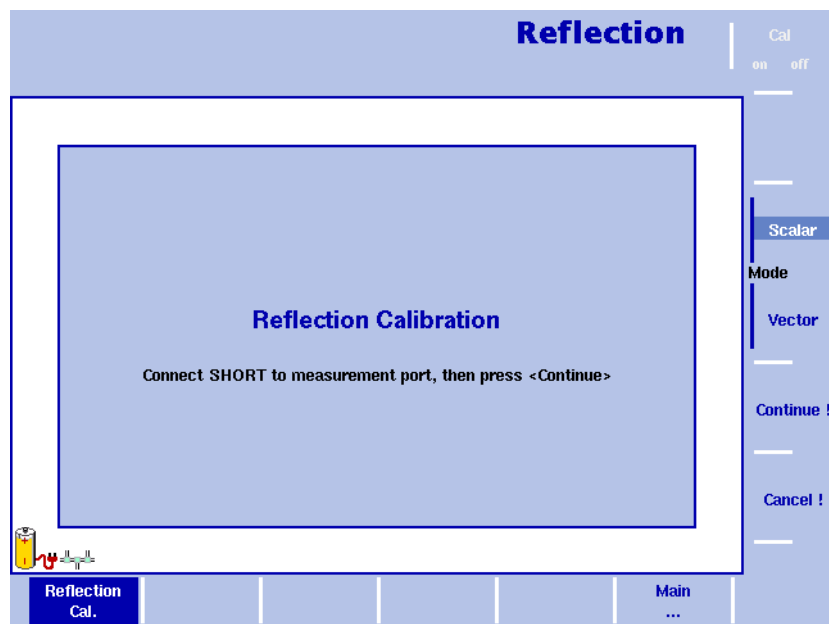 Reflection
Cal
on off
Scalar
Mode
Vector
Reflection Calibration
Connect SHORT to measurement port, then press <Continue>
Continue !
Cancel !
Reflection
Cal.
Main
...